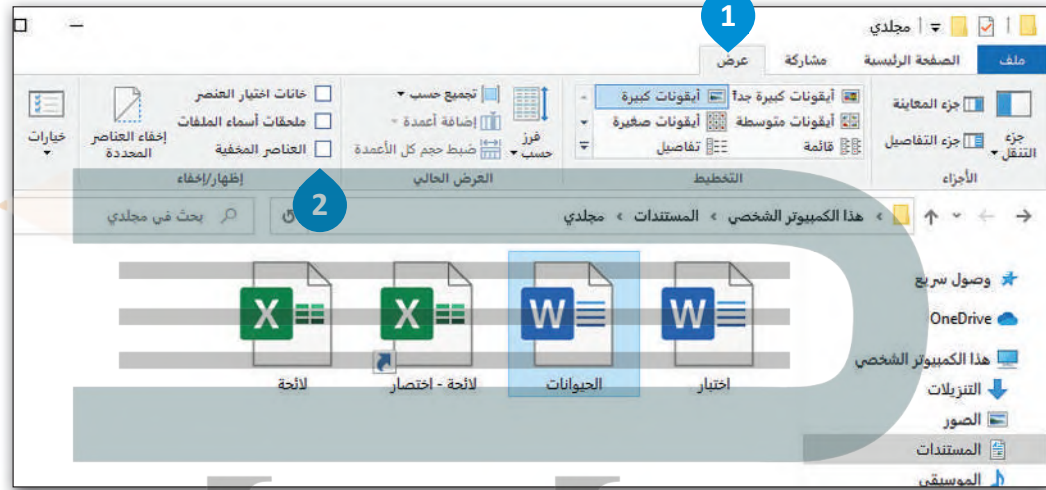 مجلدي
ملف الصفحة الرئيسية مشاركة عرض
1
جزء التنقل
جزء المعاينة
جزء التفاصيل
الأجزاء
أيقونات كبيرة جداً أيقونات كبيرة
أيقونات متوسطة أيقونات صغيرة
قائمة تفاصيل
التخطيط
فرز حسب
تجميع حسب
إضافة أعمدة
ضبط حجم كل الأعمدة
العرض الحالي
خانات اختيار العنصر
ملحقات أسماء الملفات
العناصر المخفية
إخفاء العناصر المحددة
إظهار/إخفاء
خيارات
2
هذا الكمبيوتر الشخصي › المستندات › مجلدي
بحث في مجلدي
وصول سريع
OneDrive
هذا الكمبيوتر الشخصي
التنزيلات
الصور
المستندات
الموسيقى
اختبار
الحيوانات
لائحة - اختصار
لائحة
W
W
X
X